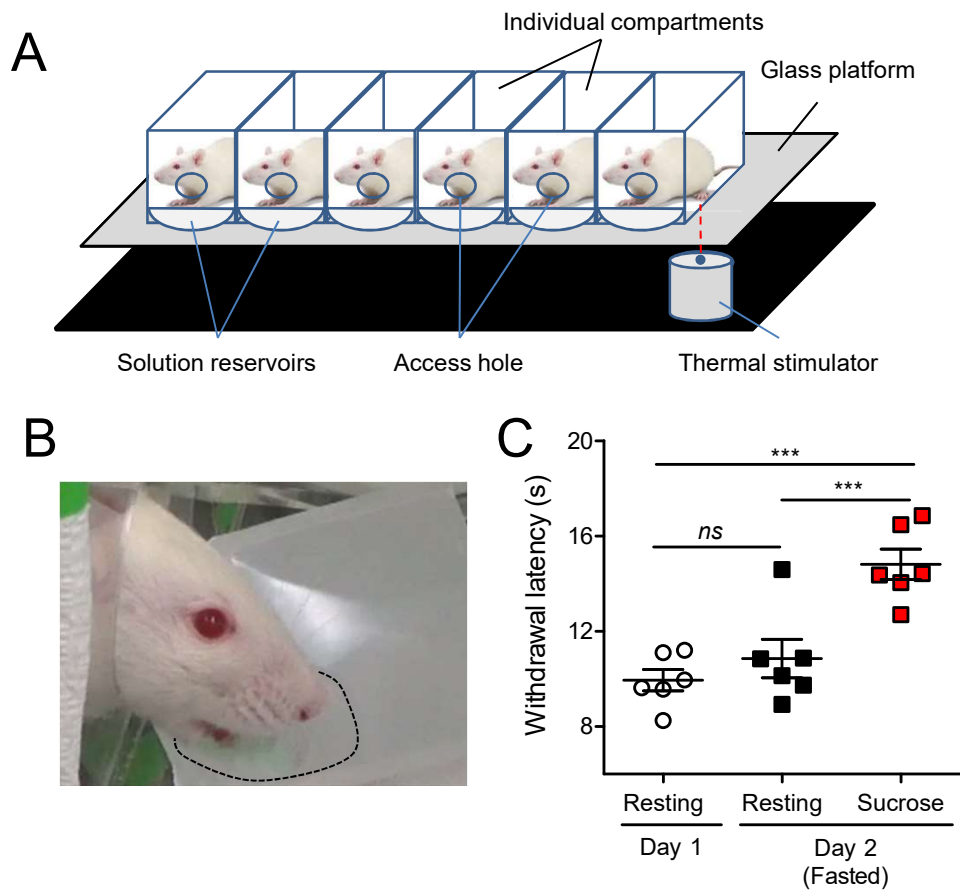 A
Individual compartments
Glass platform
Solution reservoirs
Access hole
Thermal stimulator
B
C
Withdrawal latency (s)
20
16
12
8
***
***
ns
Resting
Resting
Sucrose
Day 1
Day 2
(Fasted)